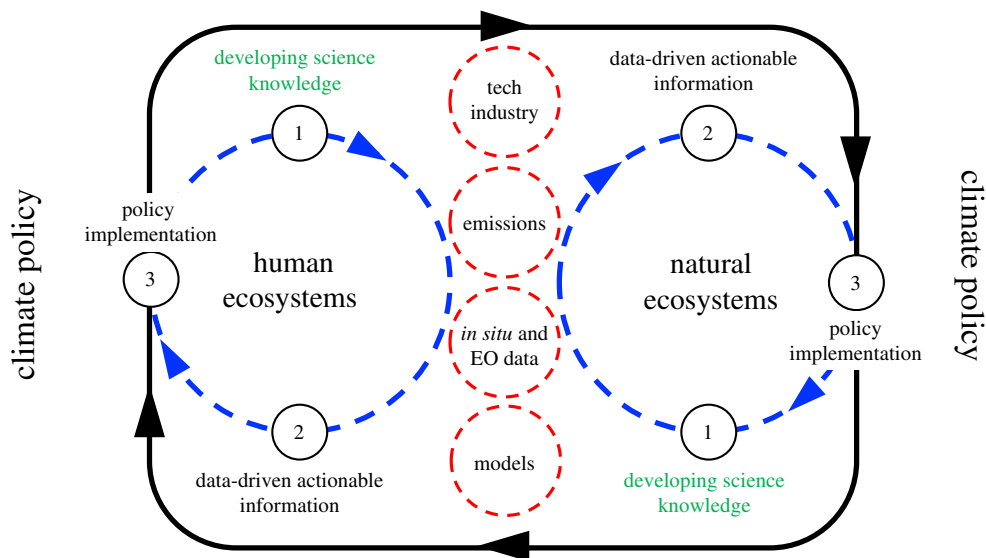 developing science
knowledge
1
tech
industry
data-driven actionable
information
2
climate policy
policy
implementation
3
human
ecosystems
emissions
natural
ecosystems
3
policy
implementation
climate policy
in situ and
EO data
2
data-driven actionable
information
models
1
developing science
knowledge